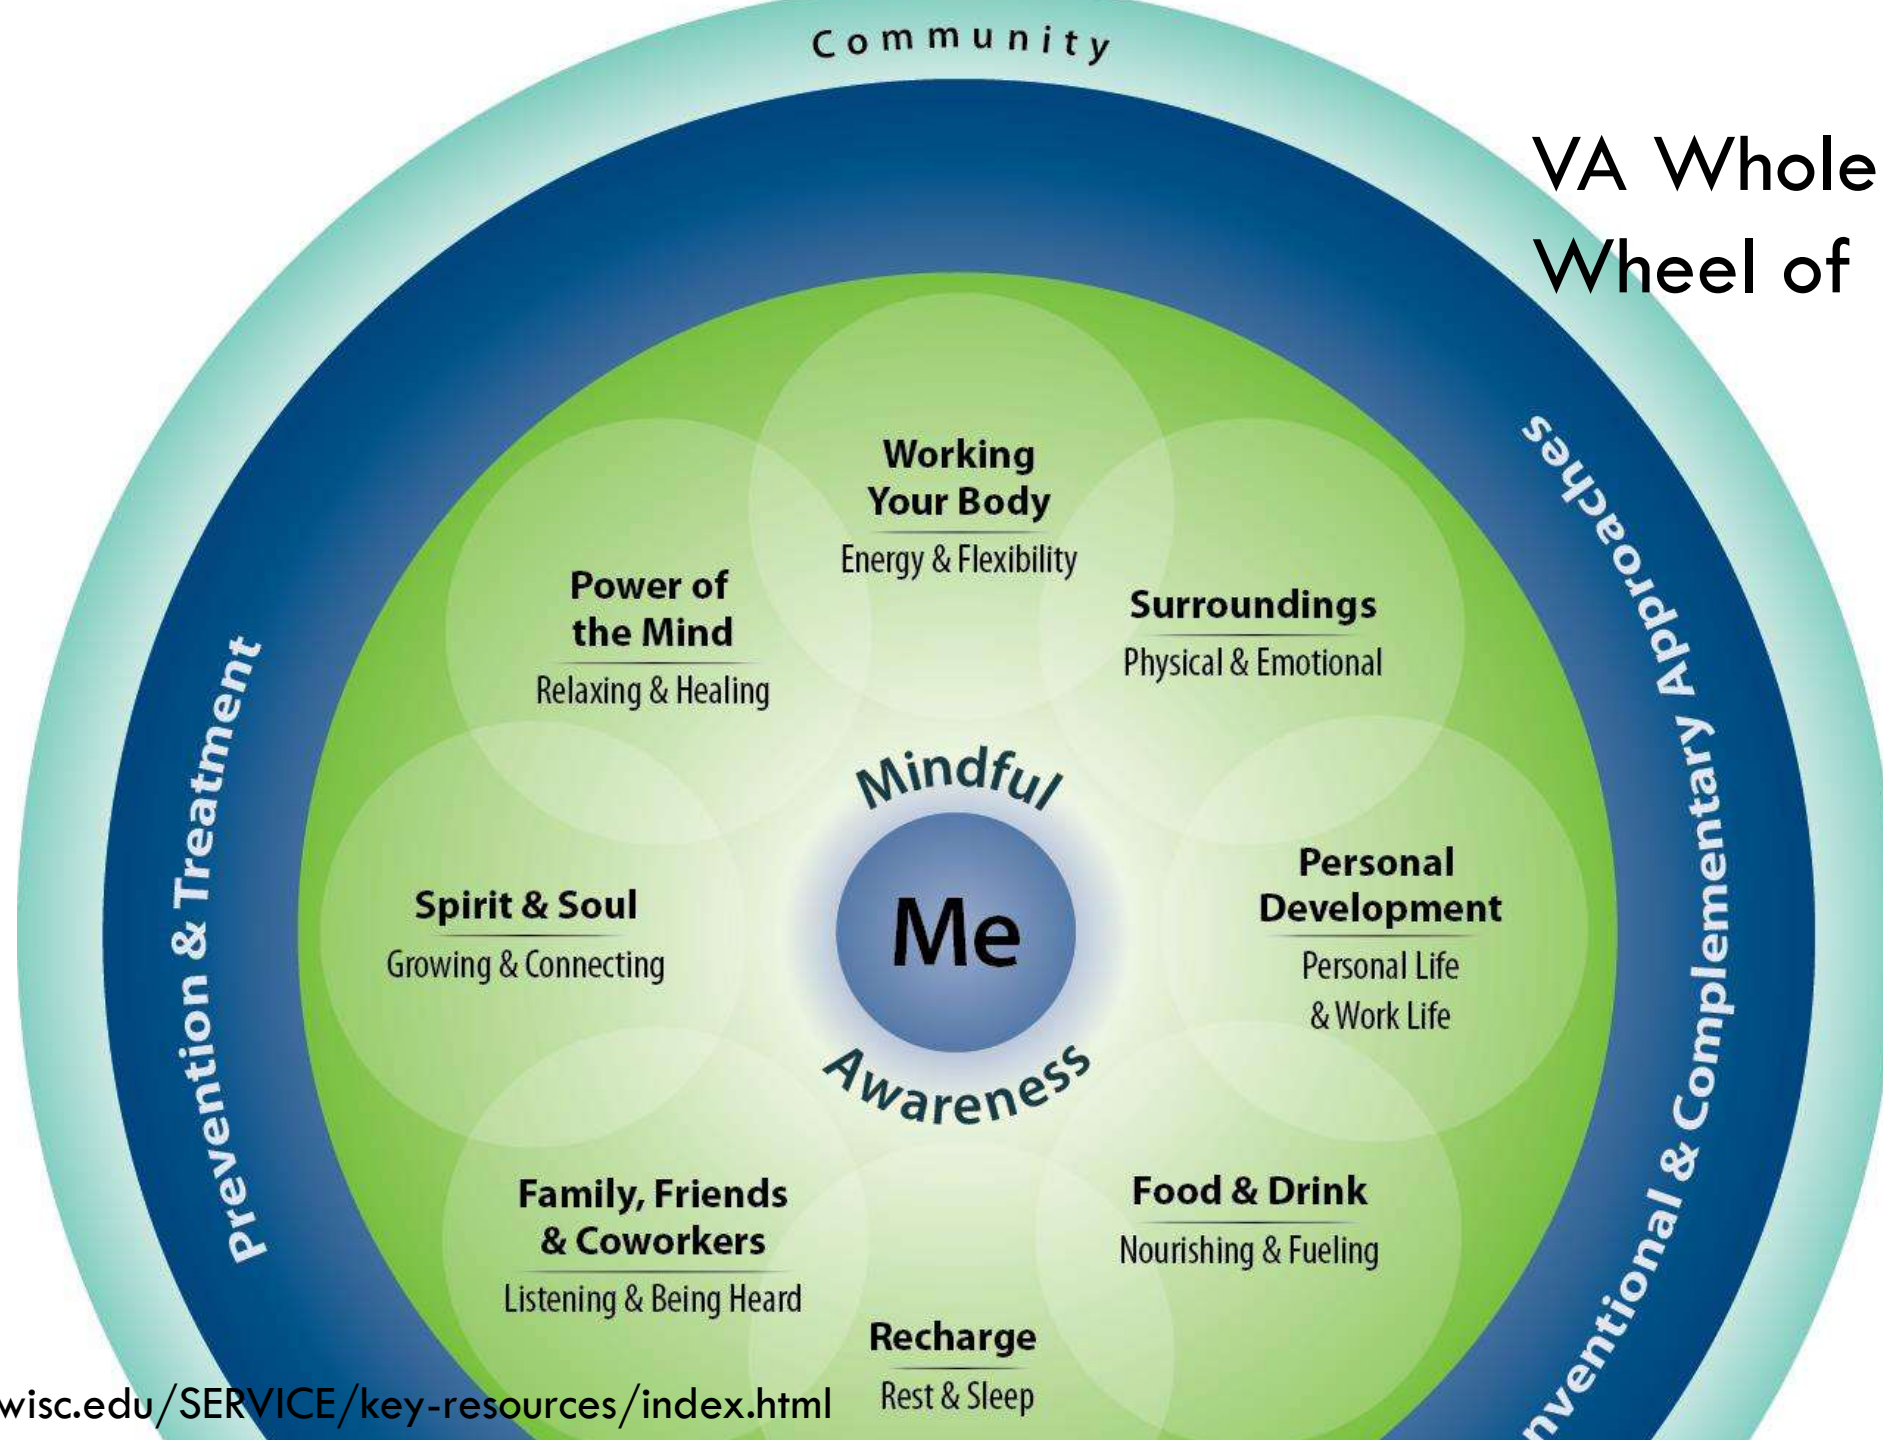 Community
VA Whole
Wheel of
Working
Your Body
Energy & Flexibility
Power of
the Mind
Relaxing & Healing
Surroundings
Physical & Emotional
Mindful
Me
Awareness
Spirit & Soul
Growing & Connecting
Personal
Development
Personal Life
& Work Life
Family, Friends
& Coworkers
Listening & Being Heard
Food & Drink
Nourishing & Fueling
Recharge
Rest & Sleep
Prevention & Treatment
nventional & Complementary Approaches
wisc.edu/SERVICE/key-resources/index.html